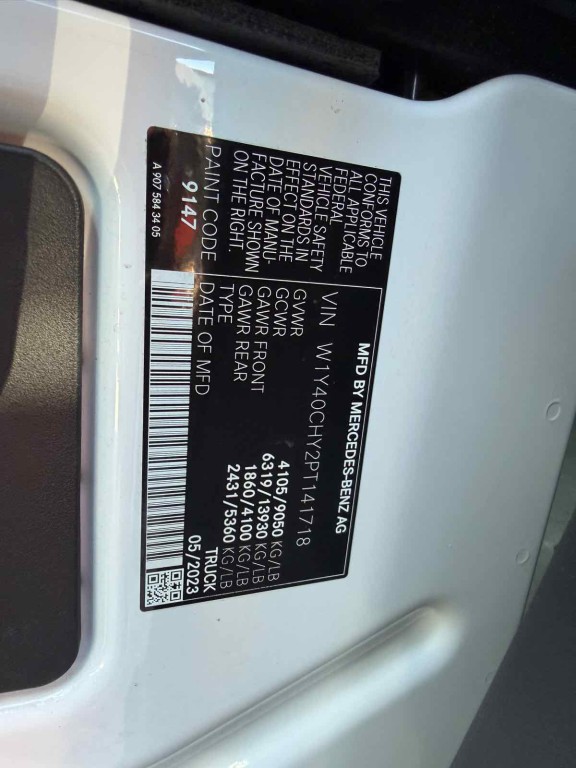 MFD BY MERCEDES-BENZ AG
VIN W1Y40CHY2PT141718
THIS VEHICLE
CONFORMS TO
ALL APPLICABLE
FEDERAL
VEHICLE SAFETY
STANDARDS IN
EFFECT ON THE
DATE OF MANU-
FACTURE SHOWN
ON THE RIGHT.
GVWR 4105/9050 KG/LB
GCWR 6319/13930 KG/LB
GAWR FRONT 1860/4100 KG/LB
GAWR REAR 2431/5360 KG/LB
TYPE TRUCK
DATE OF MFD 05/2023
PAINT CODE
9147
A 907 584 34 05